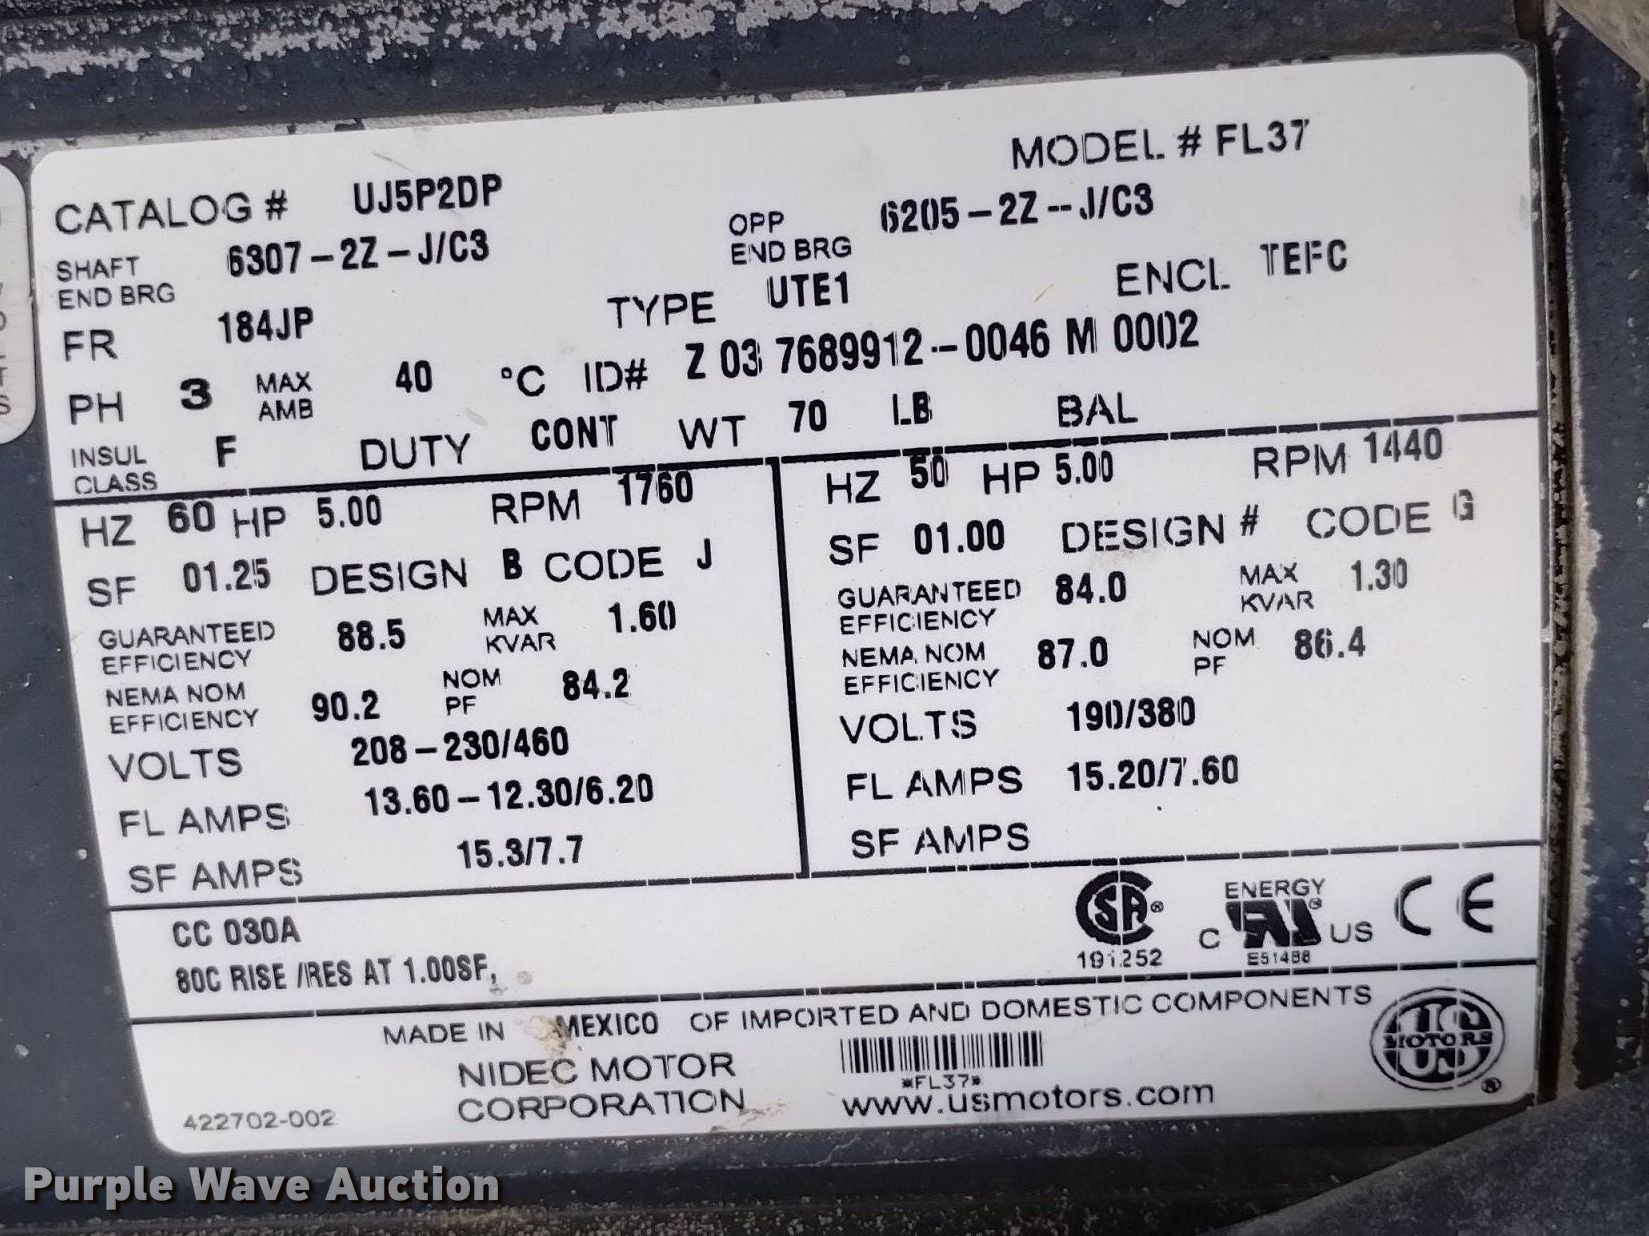 CATALOG # UJ5P2DP MODEL # FL37
SHAFT END BRG 6307-2Z-J/C3 OPP END BRG 6205-2Z--J/C3
FR 184JP TYPE UTE1 ENCL TEFC
PH 3 MAX AMB 40 °C ID# Z 03 7689912--0046 M 0002
INSUL CLASS F DUTY CONT WT 70 LB BAL
HZ 60 HP 5.00 RPM 1760
SF 01.25 DESIGN B CODE J
GUARANTEED EFFICIENCY 88.5 MAX KVAR 1.60
NEMA NOM EFFICIENCY 90.2 NOM PF 84.2
VOLTS 208-230/460
FL AMPS 13.60-12.30/6.20
SF AMPS 15.3/7.7
HZ 50 HP 5.00 RPM 1440
SF 01.00 DESIGN # CODE G
GUARANTEED EFFICIENCY 84.0 MAX KVAR 1.30
NEMA NOM EFFICIENCY 87.0 NOM PF 86.4
VOLTS 190/380
FL AMPS 15.20/7.60
SF AMPS
CC 030A
80C RISE /RES AT 1.00SF,
SA ®
191252
ENERGY
C UL ® US
E51488
CE
MADE IN MEXICO OF IMPORTED AND DOMESTIC COMPONENTS
NIDEC MOTOR
CORPORATION
*FL37*
www.usmotors.com
422702-002
US
MOTORS
®
Purple Wave Auction